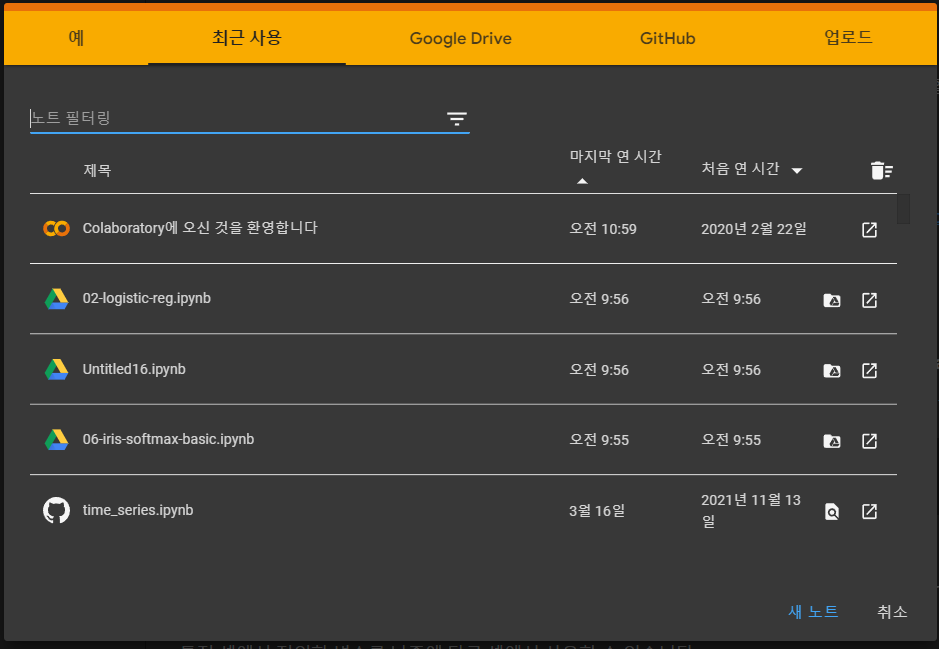 예 최근 사용 Google Drive GitHub 업로드
노트 필터링
제목 마지막 연 시간 처음 연 시간
Colaboratory에 오신 것을 환영합니다 오전 10:59 2020년 2월 22일
02-logistic-reg.ipynb 오전 9:56 오전 9:56
Untitled16.ipynb 오전 9:56 오전 9:56
06-iris-softmax-basic.ipynb 오전 9:55 오전 9:55
time_series.ipynb 3월 16일 2021년 11월 13
일
새 노트 취소